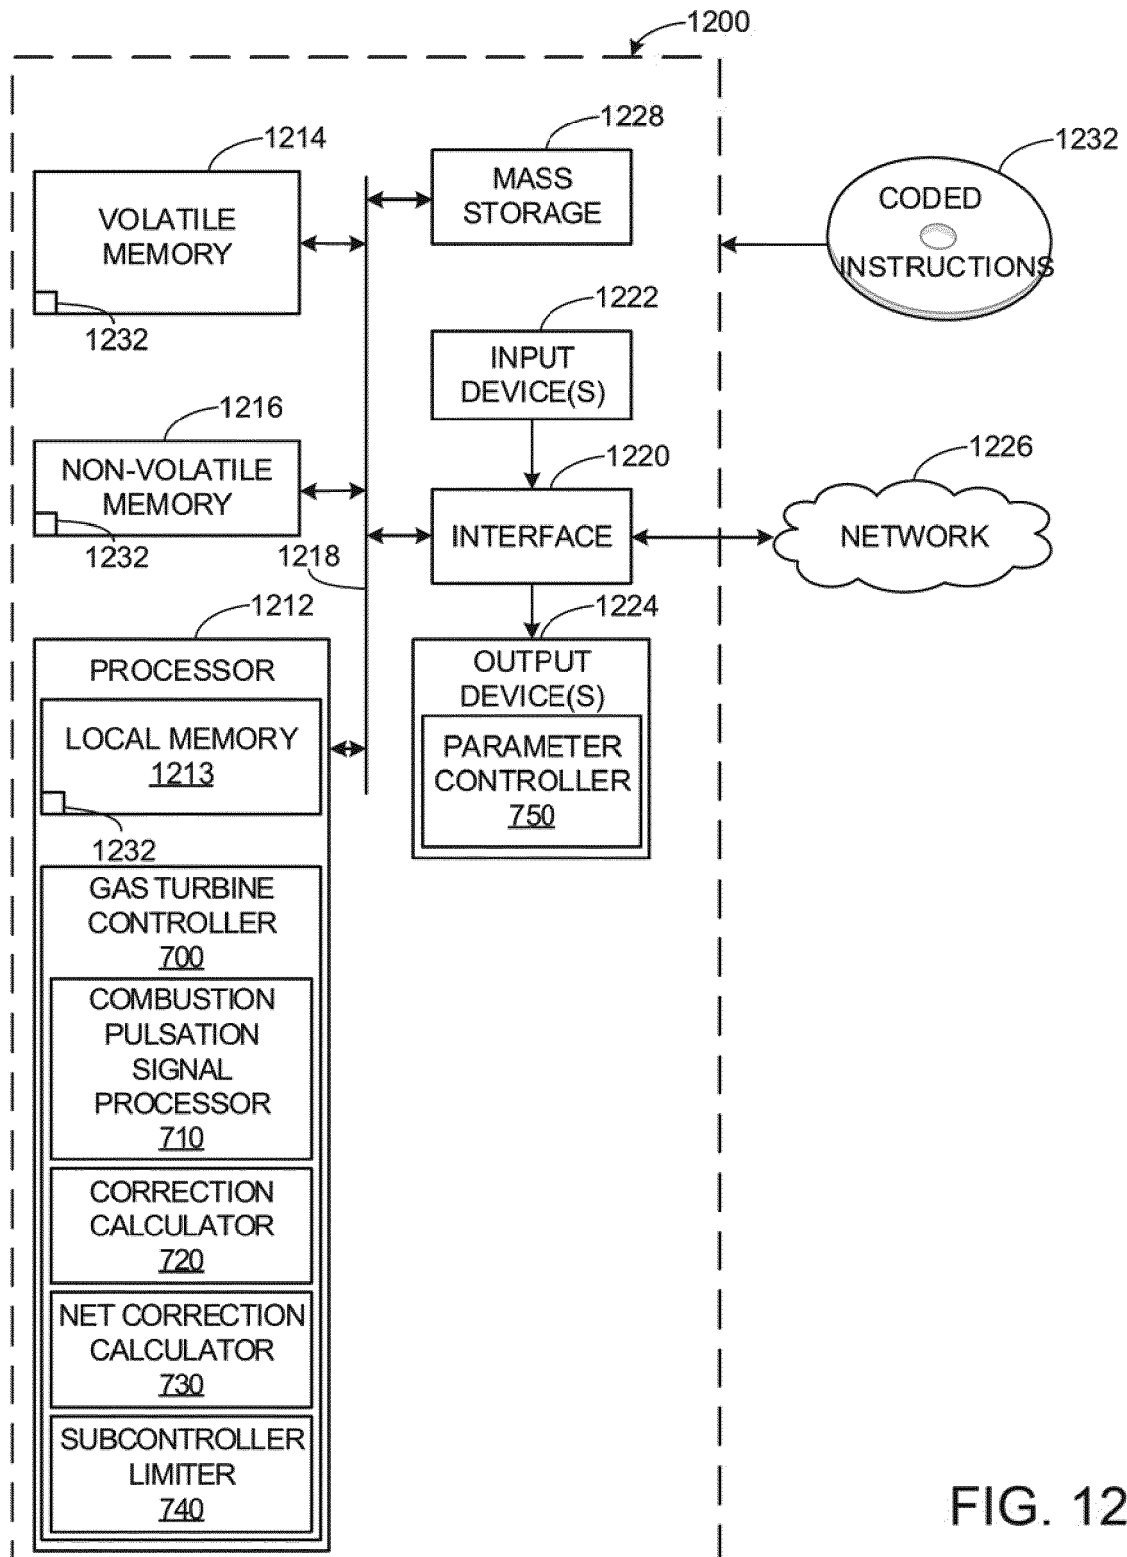 1200
1214
VOLATILE
MEMORY
1232
1228
MASS
STORAGE
1232
CODED
INSTRUCTIONS
1222
INPUT
DEVICE(S)
1216
NON-VOLATILE
MEMORY
1232
1218
1220
INTERFACE
1226
NETWORK
1212
PROCESSOR
LOCAL MEMORY
1213
1232
1224
OUTPUT
DEVICE(S)
PARAMETER
CONTROLLER
750
GAS TURBINE
CONTROLLER
700
COMBUSTION
PULSATION
SIGNAL
PROCESSOR
710
CORRECTION
CALCULATOR
720
NET CORRECTION
CALCULATOR
730
SUBCONTROLLER
LIMITER
740
FIG. 12